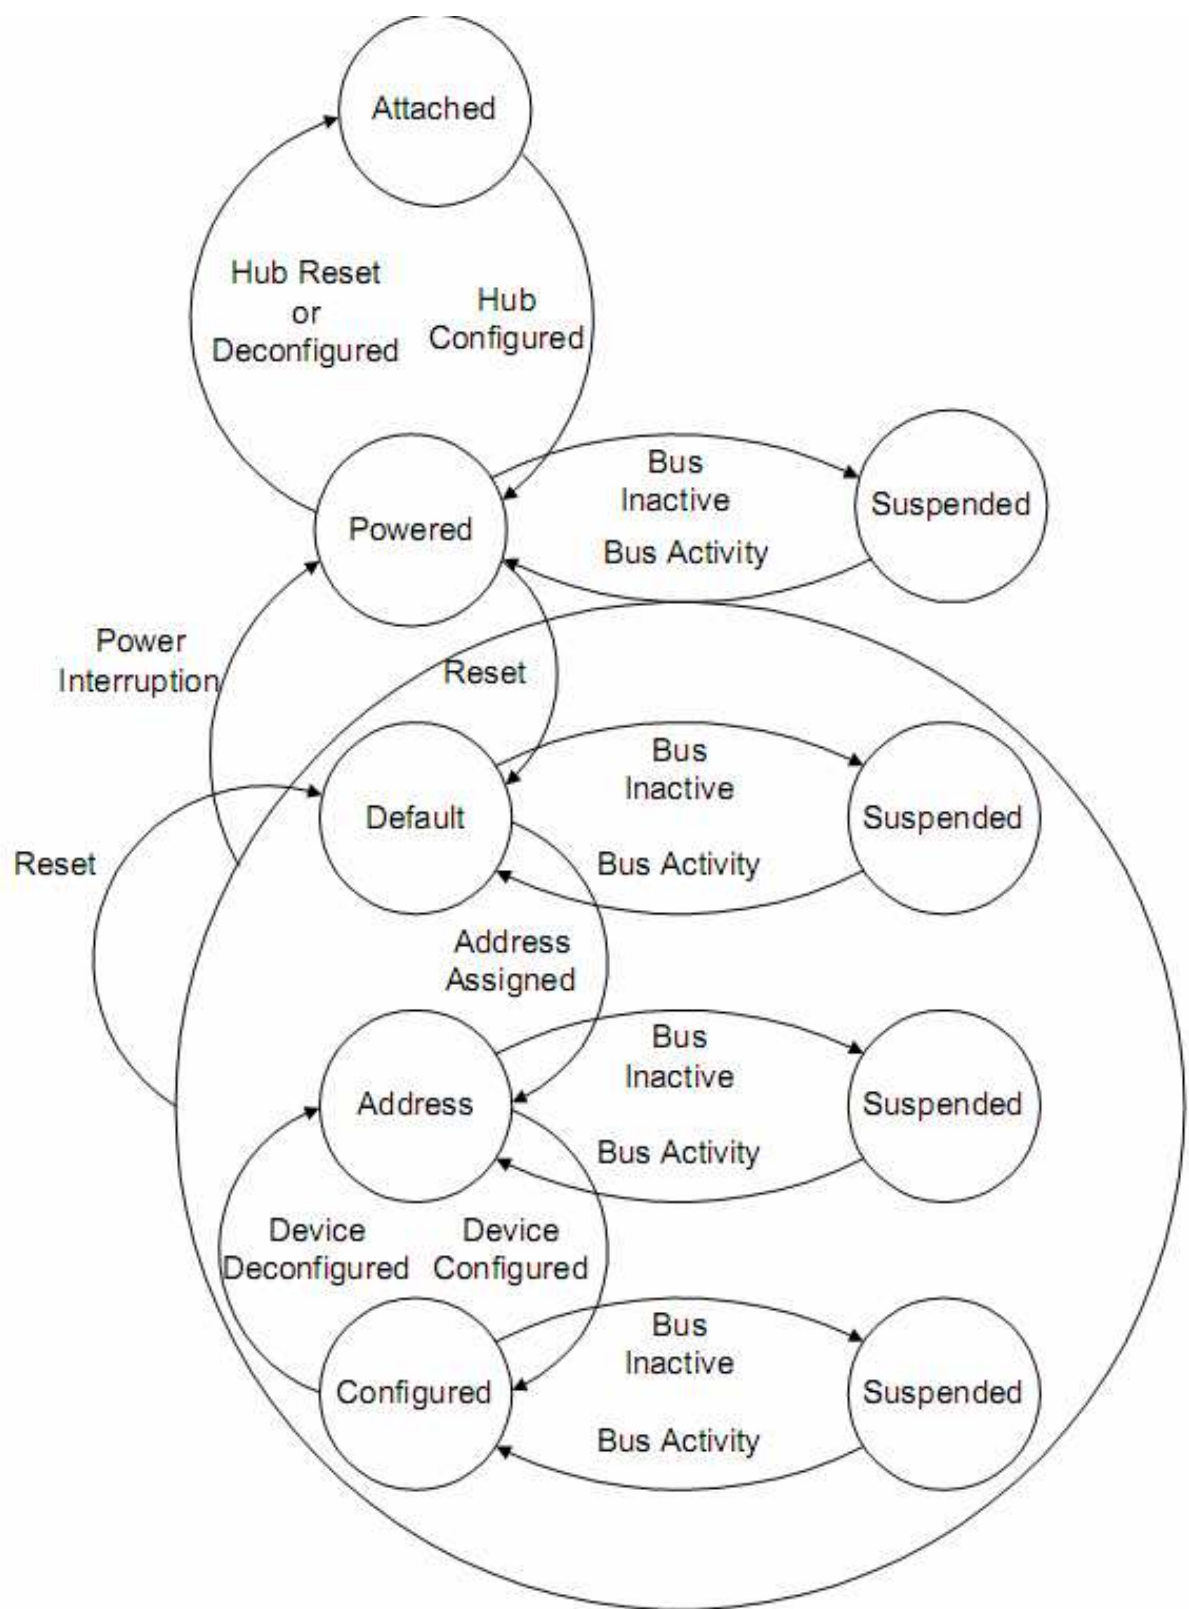 Attached
Hub Reset
or
Deconfigured
Hub
Configured
Bus
Inactive
Suspended
Powered
Bus Activity
Power
Interruption
Reset
Bus
Inactive
Default
Suspended
Reset
Bus Activity
Address
Assigned
Bus
Inactive
Address
Suspended
Bus Activity
Device
Deconfigured
Device
Configured
Bus
Inactive
Configured
Suspended
Bus Activity